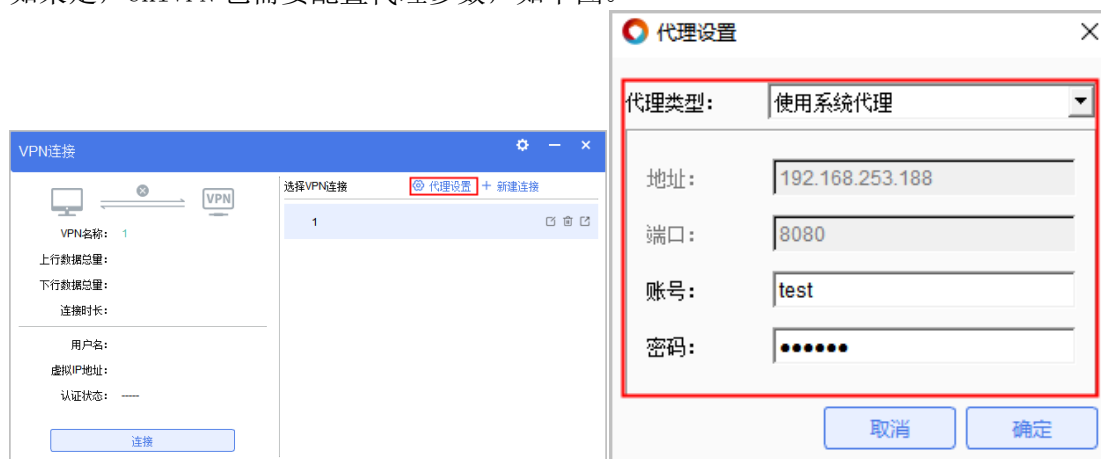 代理设置
代理类型： 使用系统代理
地址： 192.168.253.188
端口： 8080
账号： test
密码： ●●●●●●
取消 确定
VPN连接
VPN
VPN名称： 1
上行数据总量：
下行数据总量：
连接时长：
用户名：
虚拟IP地址：
认证状态： -----
连接
选择VPN连接 代理设置 + 新建连接
1